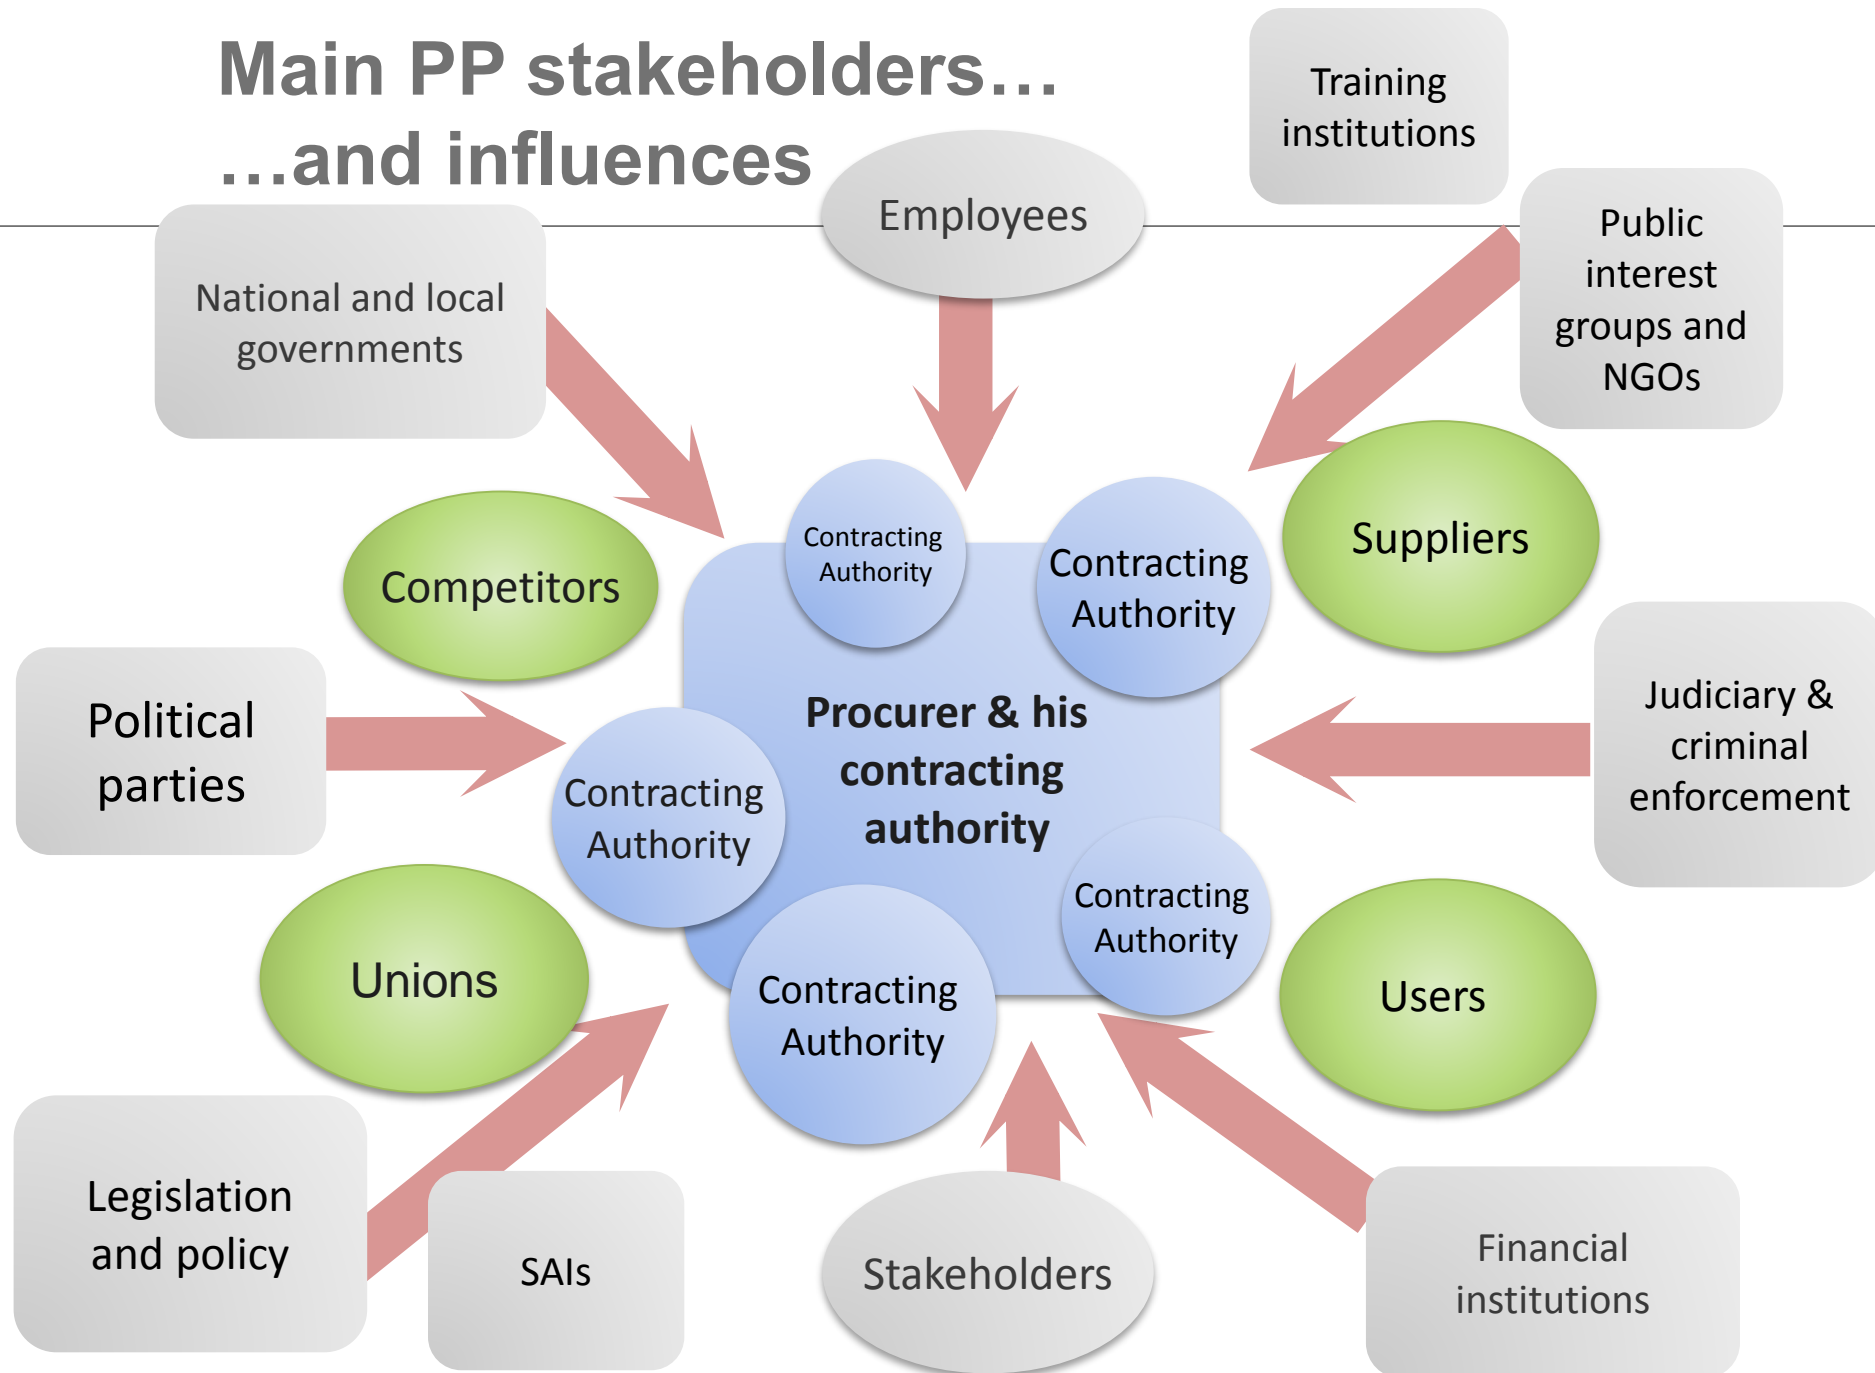 Main PP stakeholders…
…and influences
Training
institutions
Employees
Public
interest
groups and
NGOs
National and local
governments
Contracting
Authority
Contracting
Authority
Suppliers
Competitors
Political
parties
Procurer & his
contracting
authority
Judiciary &
criminal
enforcement
Contracting
Authority
Contracting
Authority
Unions
Contracting
Authority
Users
Legislation
and policy
SAIs
Stakeholders
Financial
institutions